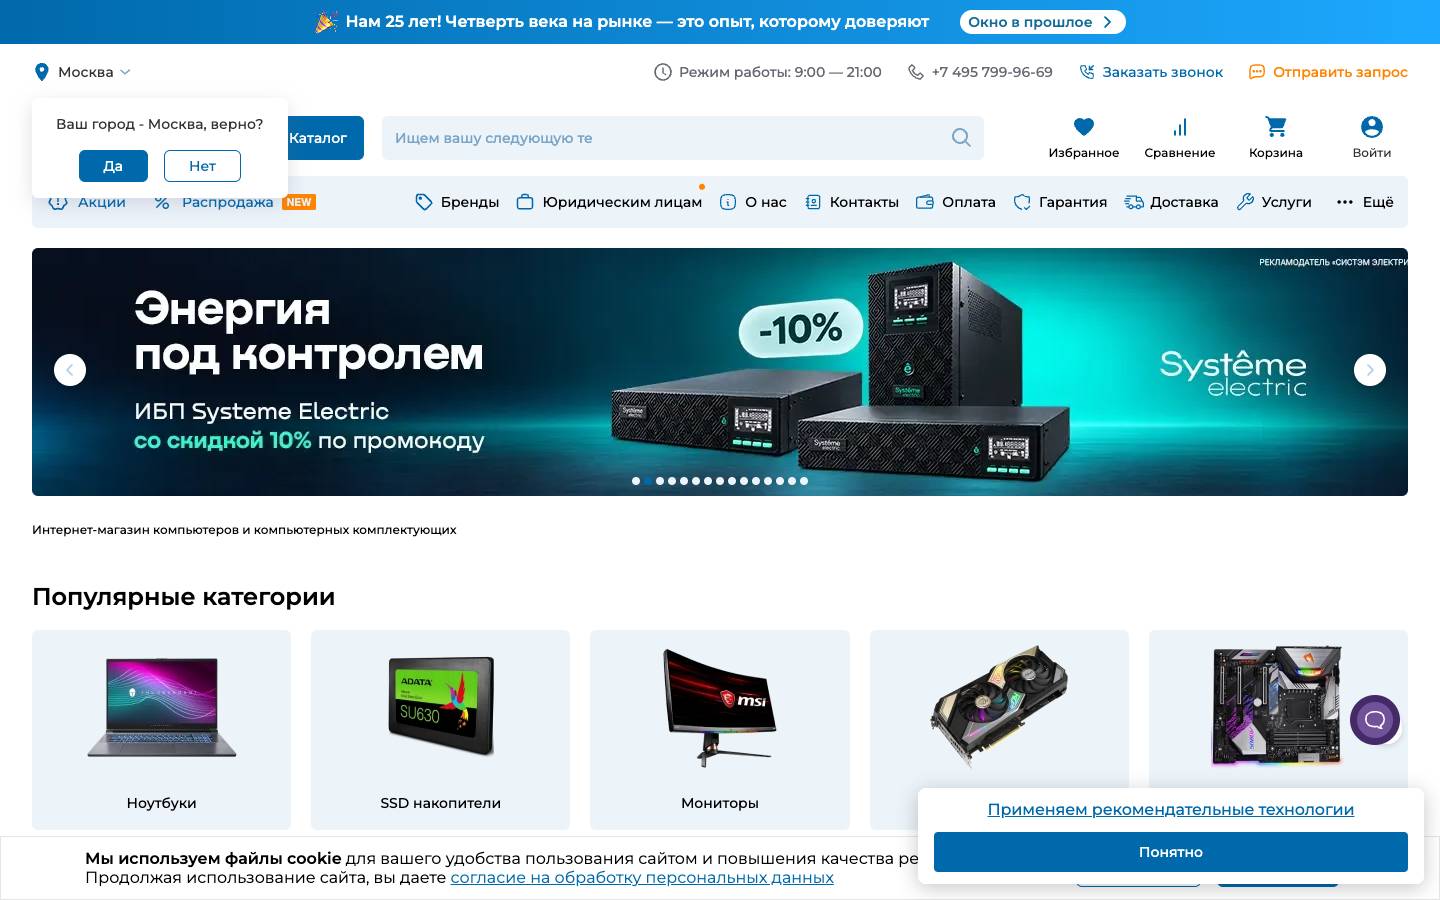 Нам 25 лет! Четверть века на рынке — это опыт, которому доверяют
Окно в прошлое
Москва
Режим работы: 9:00 — 21:00
+7 495 799-96-69
Заказать звонок
Отправить запрос
Ваш город - Москва, верно?
Да
Нет
Каталог
Ищем вашу следующую те
Избранное
Сравнение
Корзина
Войти
Акции
Распродажа
NEW
Бренды
Юридическим лицам
О нас
Контакты
Оплата
Гарантия
Доставка
Услуги
Ещё
РЕКЛАМОДАТЕЛЬ «СИСТЭМ ЭЛЕКТРИ
Энергия
под контролем
-10%
ИБП Systeme Electric
со скидкой 10% по промокоду
Système
electric
Système
Système
Système
Интернет-магазин компьютеров и компьютерных комплектующих
Популярные категории
ADATA
SU630
msi
Ноутбуки
SSD накопители
Мониторы
Применяем рекомендательные технологии
Понятно
Мы используем файлы cookie для вашего удобства пользования сайтом и повышения качества ре
Продолжая использование сайта, вы даете согласие на обработку персональных данных